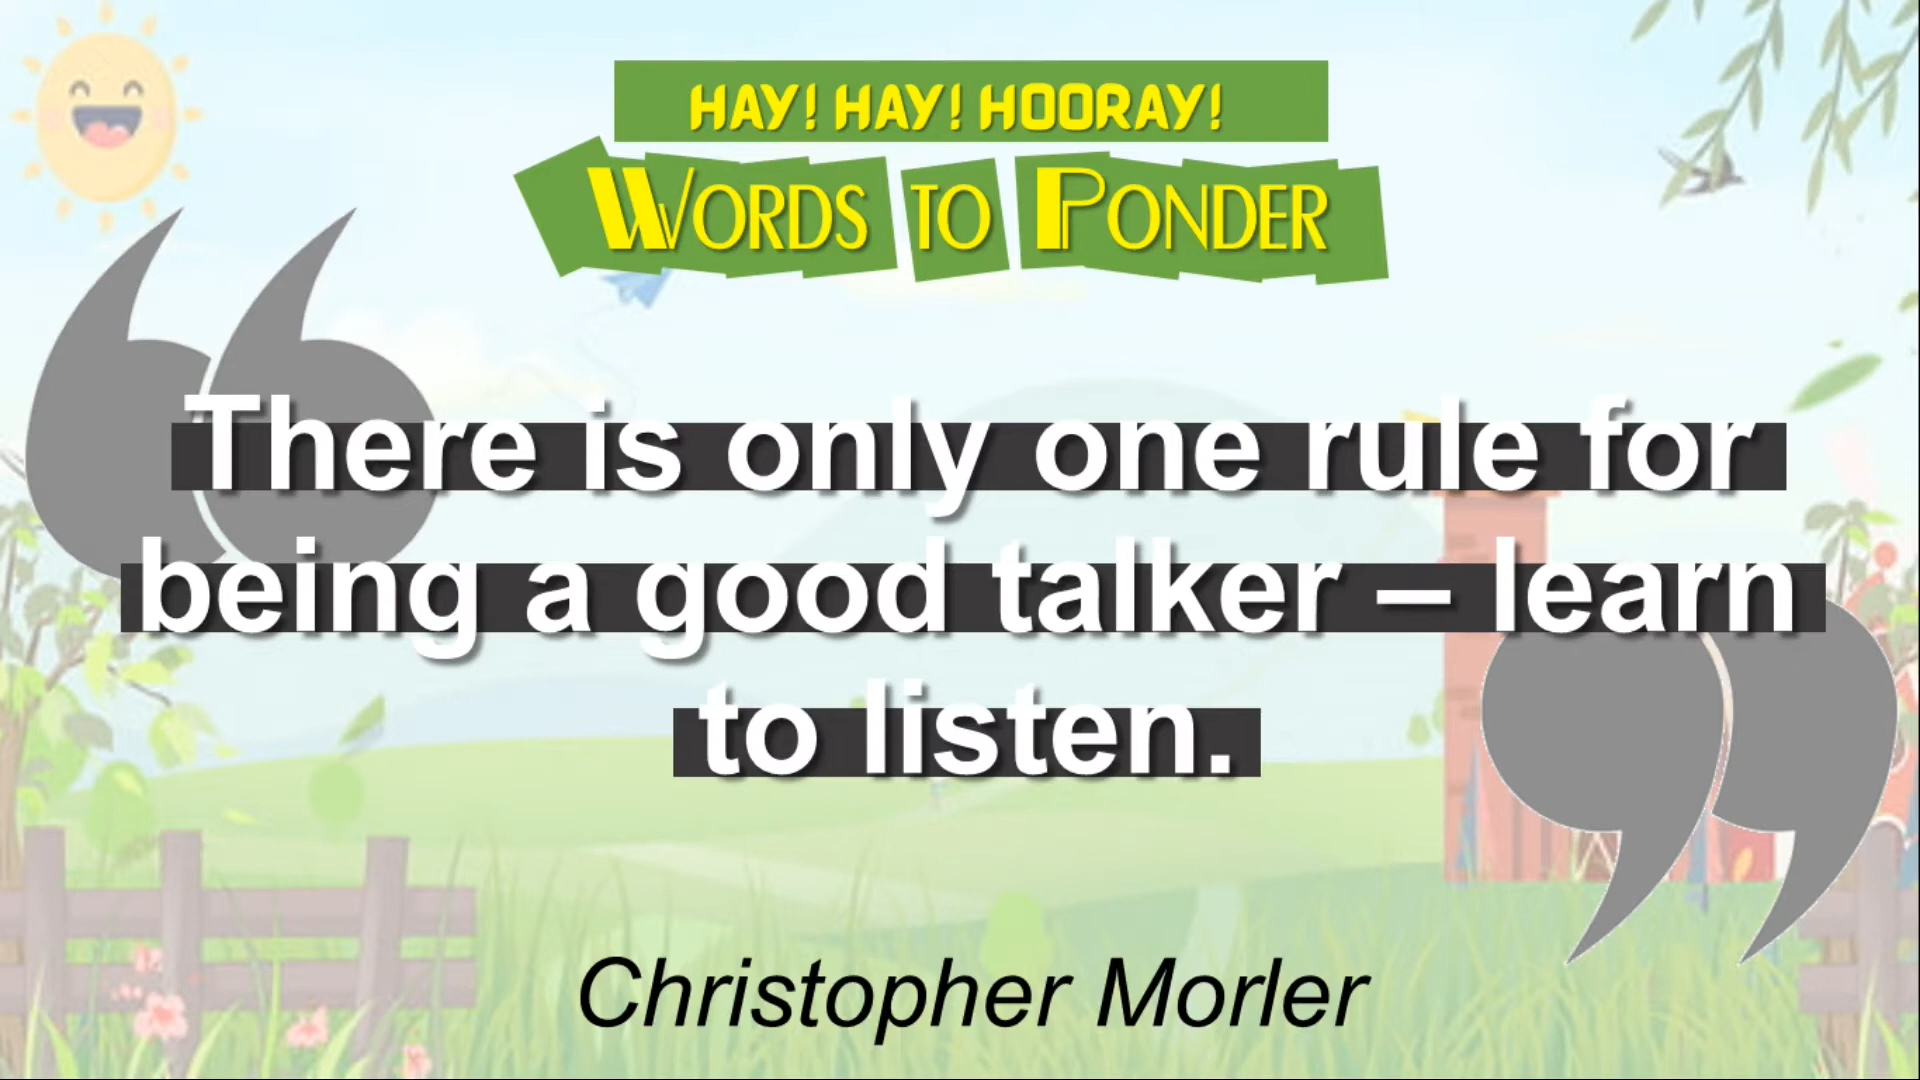 HAY! HAY! HOORAY!
WORDS TO PONDER
There is only one rule for
being a good talker – learn
to listen.
Christopher Morler